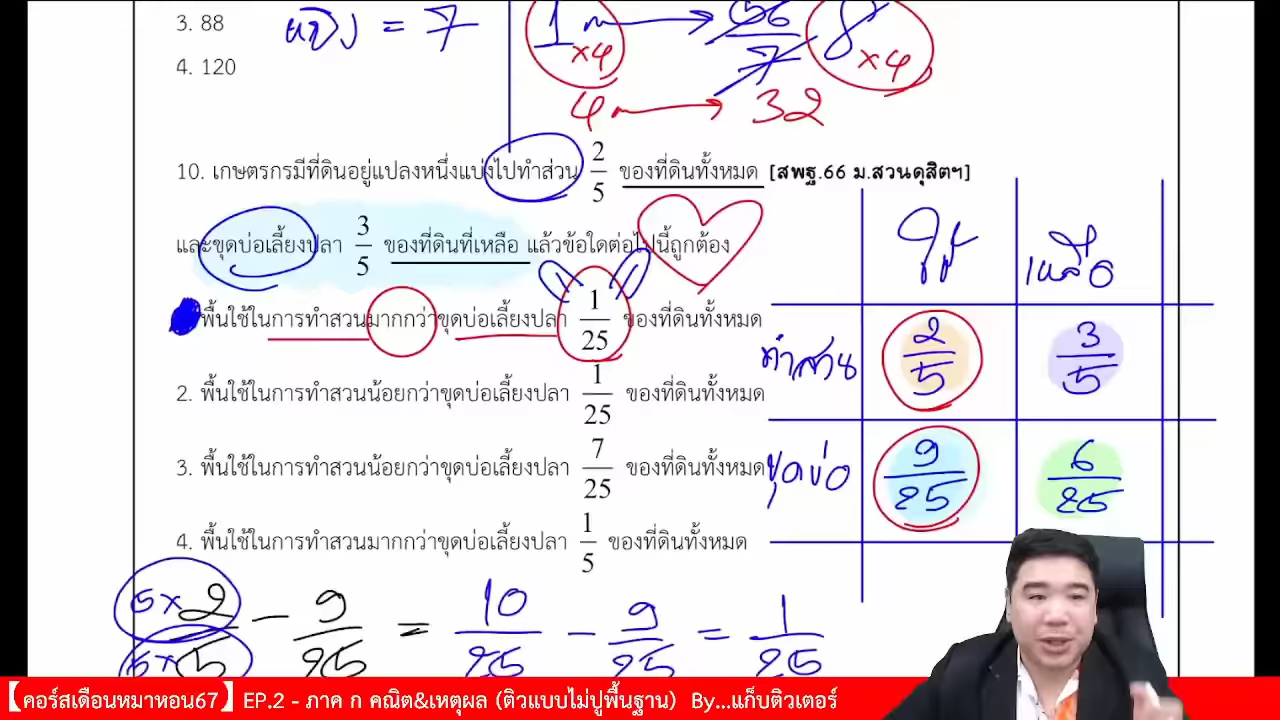 3. 88
แบ่ง = 7
1 → 56/7 8
×4 ×4
4. 120
4 → 32
10. เกษตรกรมีที่ดินอยู่แปลงหนึ่งแบ่งไปทำส่วน 2/5 ของที่ดินทั้งหมด [สพฐ.66 ม.สวนดุสิตฯ]
และขุดบ่อเลี้ยงปลา 3/5 ของที่ดินที่เหลือ แล้วข้อใดต่อไปนี้ถูกต้อง
พื้นใช้ในการทำสวนมากกว่าขุดบ่อเลี้ยงปลา 1/25 ของที่ดินทั้งหมด
2. พื้นใช้ในการทำสวนน้อยกว่าขุดบ่อเลี้ยงปลา 1/25 ของที่ดินทั้งหมด
3. พื้นใช้ในการทำสวนน้อยกว่าขุดบ่อเลี้ยงปลา 7/25 ของที่ดินทั้งหมด
4. พื้นใช้ในการทำสวนมากกว่าขุดบ่อเลี้ยงปลา 1/5 ของที่ดินทั้งหมด
ใช้ เหลือ
ทำสวน 2/5 3/5
ขุดบ่อ 9/25 6/25
5×2/5×5 − 9/25 = 10/25 − 9/25 = 1/25
【คอร์สเดือนหมาหอน67】 EP.2 - ภาค ก คณิต&เหตุผล (ติวแบบไม่ปูพื้นฐาน) By...แก็บติวเตอร์